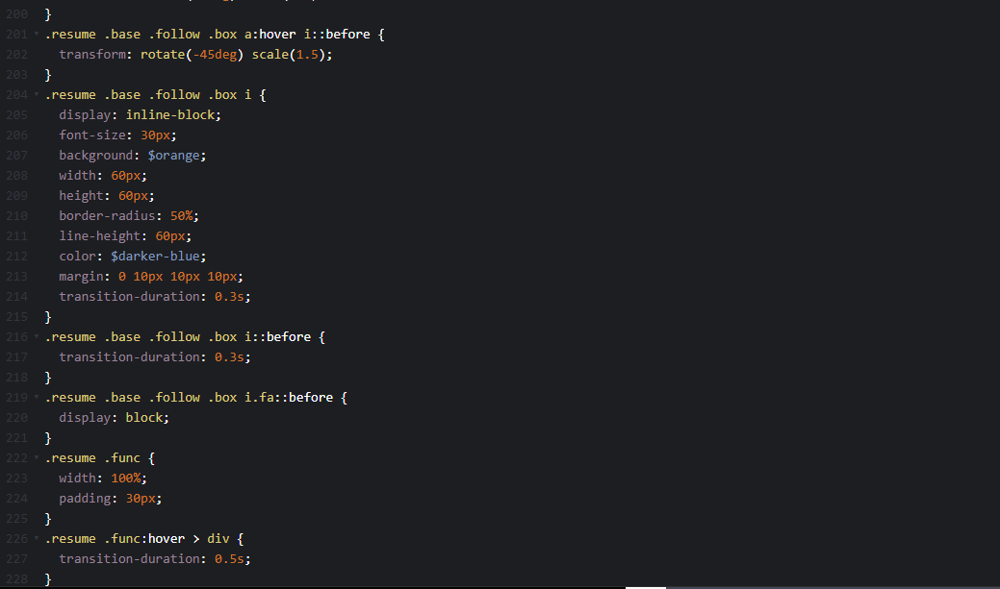 200 }
201 .resume .base .follow .box a:hover i::before {
202 transform: rotate(-45deg) scale(1.5);
203 }
204 .resume .base .follow .box i {
205 display: inline-block;
206 font-size: 30px;
207 background: $orange;
208 width: 60px;
209 height: 60px;
210 border-radius: 50%;
211 line-height: 60px;
212 color: $darker-blue;
213 margin: 0 10px 10px 10px;
214 transition-duration: 0.3s;
215 }
216 .resume .base .follow .box i::before {
217 transition-duration: 0.3s;
218 }
219 .resume .base .follow .box i.fa::before {
220 display: block;
221 }
222 .resume .func {
223 width: 100%;
224 padding: 30px;
225 }
226 .resume .func:hover > div {
227 transition-duration: 0.5s;
228 }